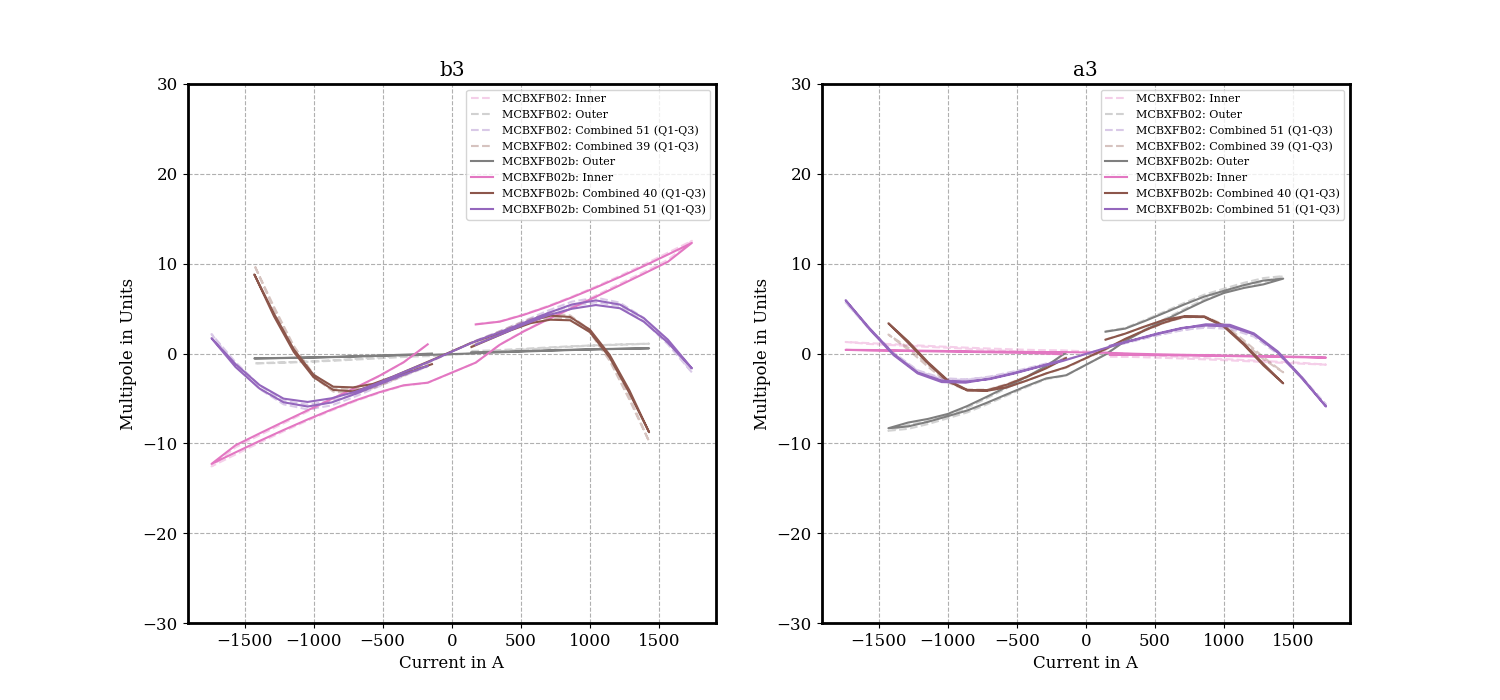 b3
30
20
10
0
−10
−20
−30
−1500 −1000 −500 0 500 1000 1500
Multipole in Units
Current in A
MCBXFB02: Inner
MCBXFB02: Outer
MCBXFB02: Combined 51 (Q1-Q3)
MCBXFB02: Combined 39 (Q1-Q3)
MCBXFB02b: Outer
MCBXFB02b: Inner
MCBXFB02b: Combined 40 (Q1-Q3)
MCBXFB02b: Combined 51 (Q1-Q3)
a3
30
20
10
0
−10
−20
−30
−1500 −1000 −500 0 500 1000 1500
Multipole in Units
Current in A
MCBXFB02: Inner
MCBXFB02: Outer
MCBXFB02: Combined 51 (Q1-Q3)
MCBXFB02: Combined 39 (Q1-Q3)
MCBXFB02b: Outer
MCBXFB02b: Inner
MCBXFB02b: Combined 40 (Q1-Q3)
MCBXFB02b: Combined 51 (Q1-Q3)